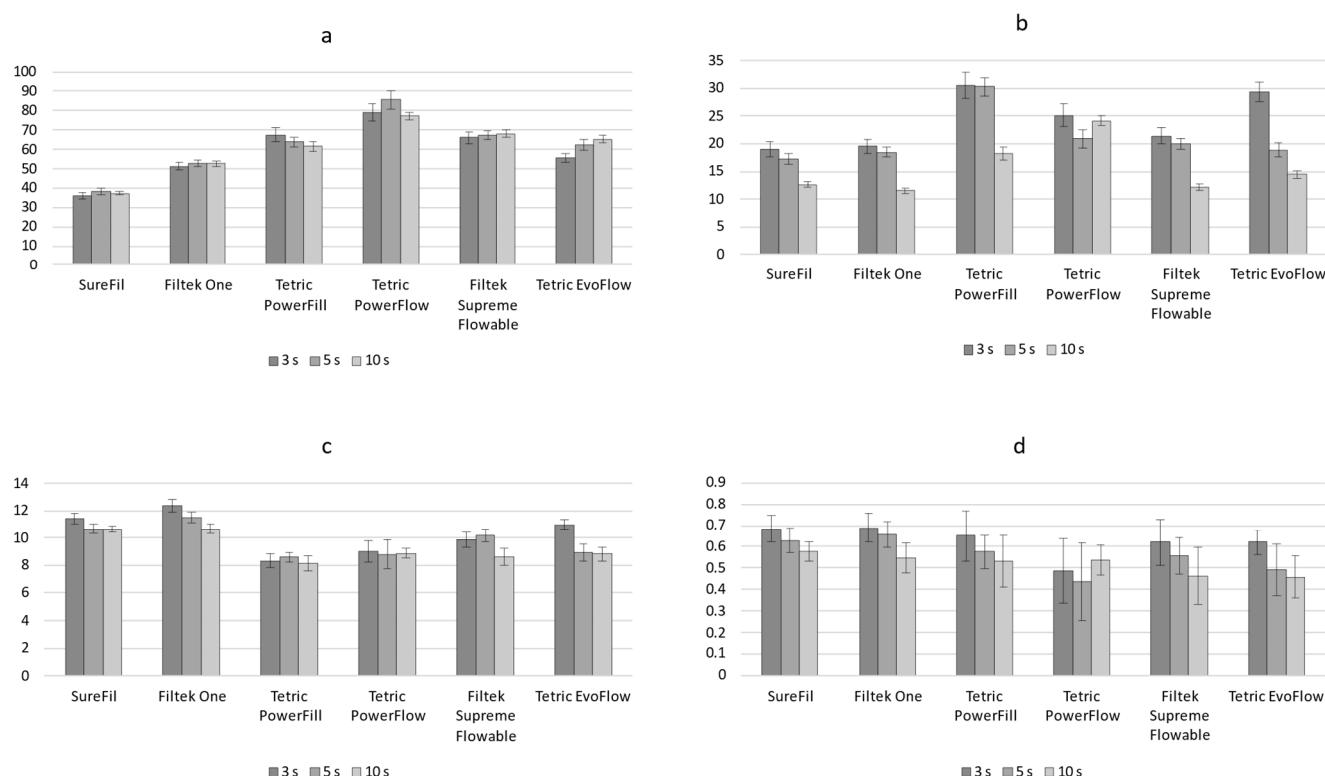 a
100
90
80
70
60
50
40
30
20
10
0
SureFil Filtek One Tetric Tetric Filtek Tetric EvoFlow
PowerFill PowerFlow Supreme
Flowable
3 s 5 s 10 s
b
35
30
25
20
15
10
5
0
SureFil Filtek One Tetric Tetric Filtek Tetric EvoFlow
PowerFill PowerFlow Supreme
Flowable
3 s 5 s 10 s
c
14
12
10
8
6
4
2
0
SureFil Filtek One Tetric Tetric Filtek Tetric EvoFlow
PowerFill PowerFlow Supreme
Flowable
3 s 5 s 10 s
d
0.9
0.8
0.7
0.6
0.5
0.4
0.3
0.2
0.1
0
SureFil Filtek One Tetric Tetric Filtek Tetric EvoFlow
PowerFill PowerFlow Supreme
Flowable
3 s 5 s 10 s